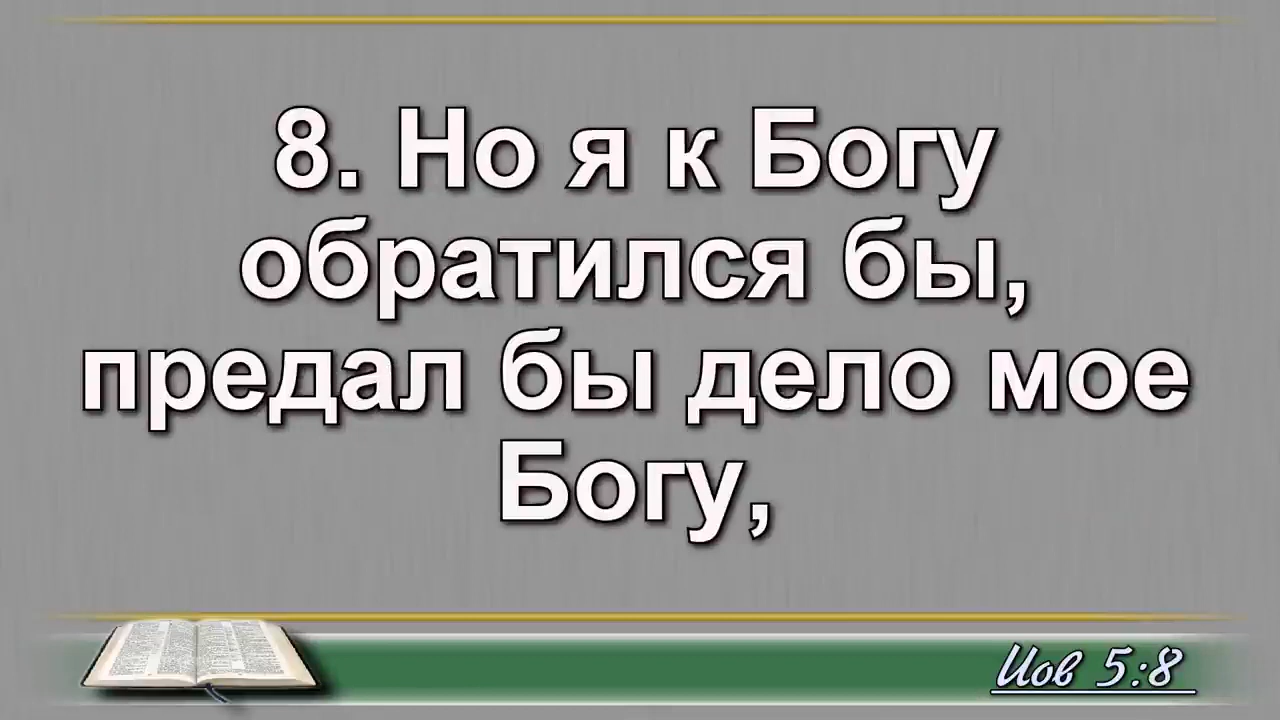 8. Но я к Богу
обратился бы,
предал бы дело мое
Богу,
Иов 5:8